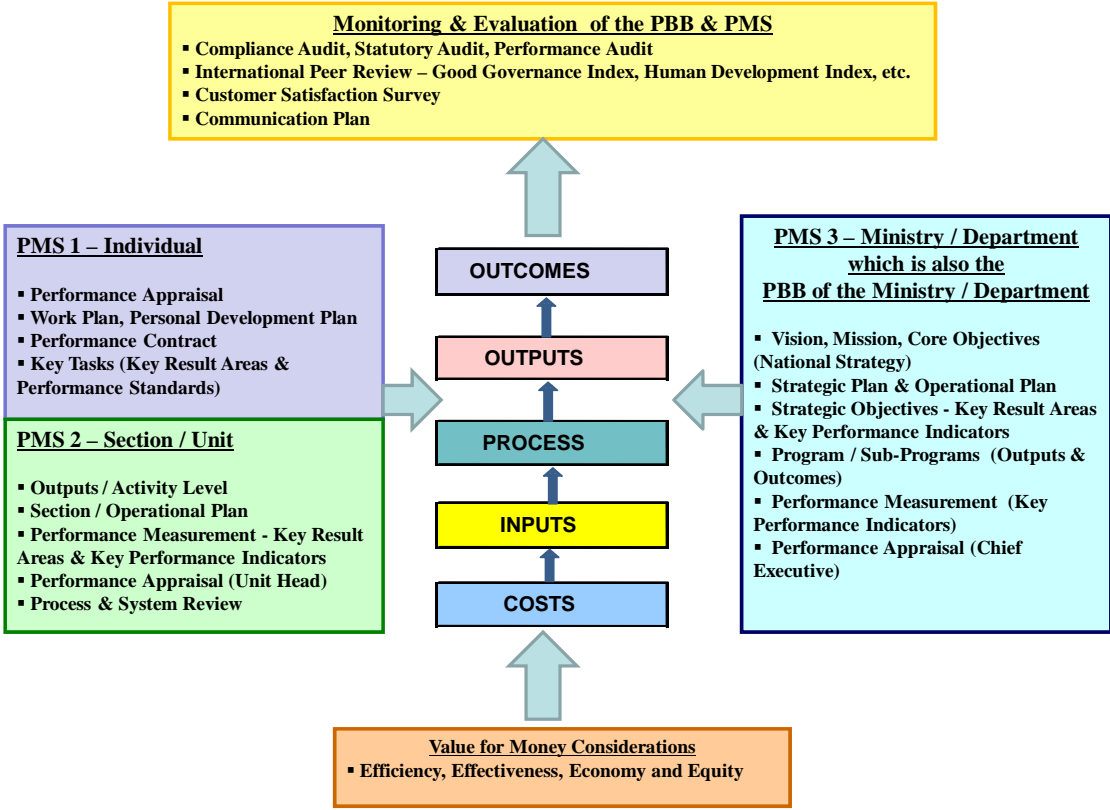 Monitoring & Evaluation of the PBB & PMS
▪ Compliance Audit, Statutory Audit, Performance Audit
▪ International Peer Review – Good Governance Index, Human Development Index, etc.
▪ Customer Satisfaction Survey
▪ Communication Plan
PMS 1 – Individual
▪ Performance Appraisal
▪ Work Plan, Personal Development Plan
▪ Performance Contract
▪ Key Tasks (Key Result Areas &
Performance Standards)
PMS 2 – Section / Unit
▪ Outputs / Activity Level
▪ Section / Operational Plan
▪ Performance Measurement - Key Result
Areas & Key Performance Indicators
▪ Performance Appraisal (Unit Head)
▪ Process & System Review
OUTCOMES
OUTPUTS
PROCESS
INPUTS
COSTS
PMS 3 – Ministry / Department
which is also the
PBB of the Ministry / Department
▪ Vision, Mission, Core Objectives
(National Strategy)
▪ Strategic Plan & Operational Plan
▪ Strategic Objectives - Key Result Areas
& Key Performance Indicators
▪ Program / Sub-Programs (Outputs &
Outcomes)
▪ Performance Measurement (Key
Performance Indicators)
▪ Performance Appraisal (Chief
Executive)
Value for Money Considerations
▪ Efficiency, Effectiveness, Economy and Equity